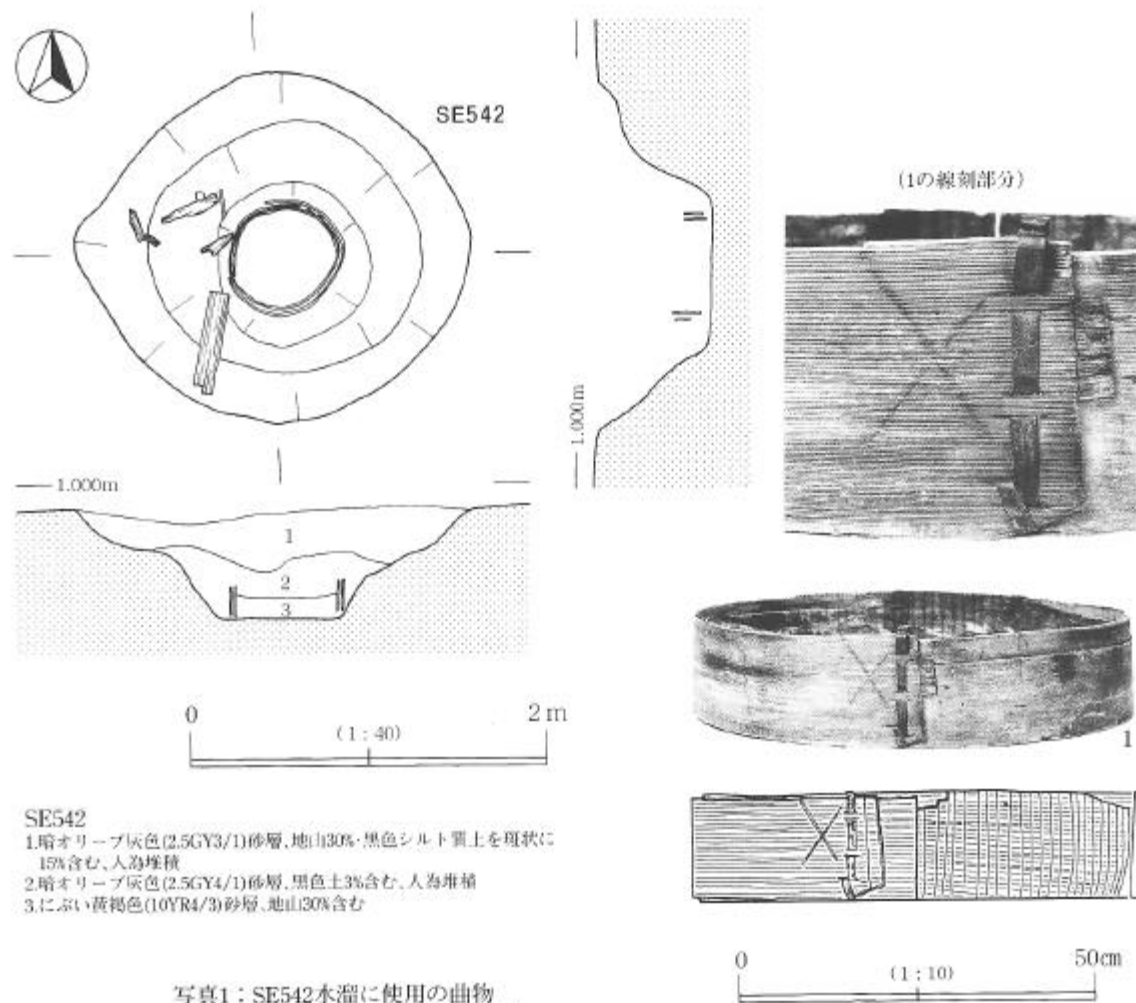 SE542
(1の線刻部分)
1.000m
1.000m
1
2
3
0
2m
(1:40)
1
SE542
1.暗オリーブ灰色(2.5GY3/1)砂層、地山30%・黒色シルト質土を斑状に
15%含む、人為堆積
2.暗オリーブ灰色(2.5GY4/1)砂層、黒色土3%含む、人為堆積
3.にぶい黄褐色(10YR4/3)砂層、地山30%含む
0
50cm
(1:10)
写真1:SE542水溜に使用の曲物